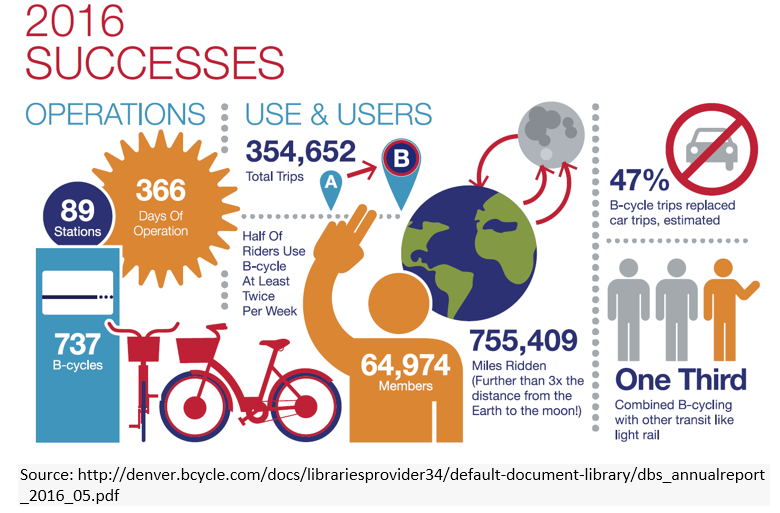 2016
SUCCESSES
OPERATIONS
89
Stations
366
Days Of
Operation
737
B-cycles
USE & USERS
354,652
Total Trips
A
B
Half Of
Riders Use
B-cycle
At Least
Twice
Per Week
64,974
Members
755,409
Miles Ridden
(Further than 3x the
distance from the
Earth to the moon!)
47%
B-cycle trips replaced
car trips, estimated
One Third
Combined B-cycling
with other transit like
light rail
Source: http://denver.bcycle.com/docs/librariesprovider34/default-document-library/dbs_annualreport
_2016_05.pdf